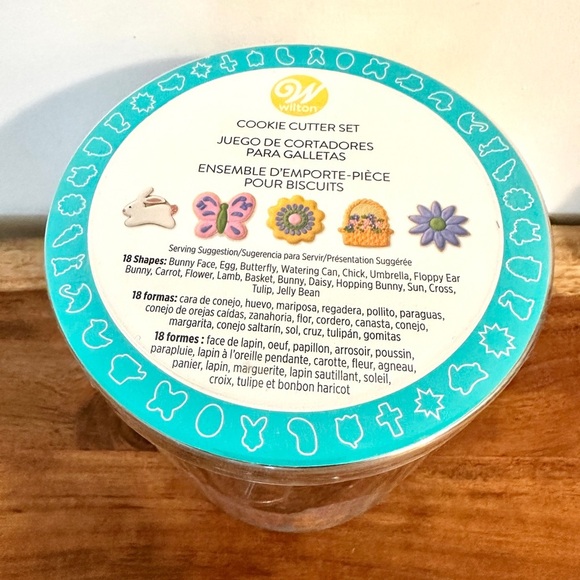 W
wilton
COOKIE CUTTER SET
JUEGO DE CORTADORES
PARA GALLETAS
ENSEMBLE D'EMPORTE-PIÈCE
POUR BISCUITS
Serving Suggestion/Sugerencia para Servir/Présentation Suggérée
18 Shapes: Bunny Face, Egg, Butterfly, Watering Can, Chick, Umbrella, Floppy Ear
Bunny, Carrot, Flower, Lamb, Basket, Bunny, Daisy, Hopping Bunny, Sun, Cross,
Tulip, Jelly Bean
18 formas: cara de conejo, huevo, mariposa, regadera, pollito, paraguas,
conejo de orejas caídas, zanahoria, flor, cordero, canasta, conejo,
margarita, conejo saltarín, sol, cruz, tulipán, gomitas
18 formes : face de lapin, oeuf, papillon, arrosoir, poussin,
parapluie, lapin à l'oreille pendante, carotte, fleur, agneau,
panier, lapin, marguerite, lapin sautillant, soleil,
croix, tulipe et bonbon haricot